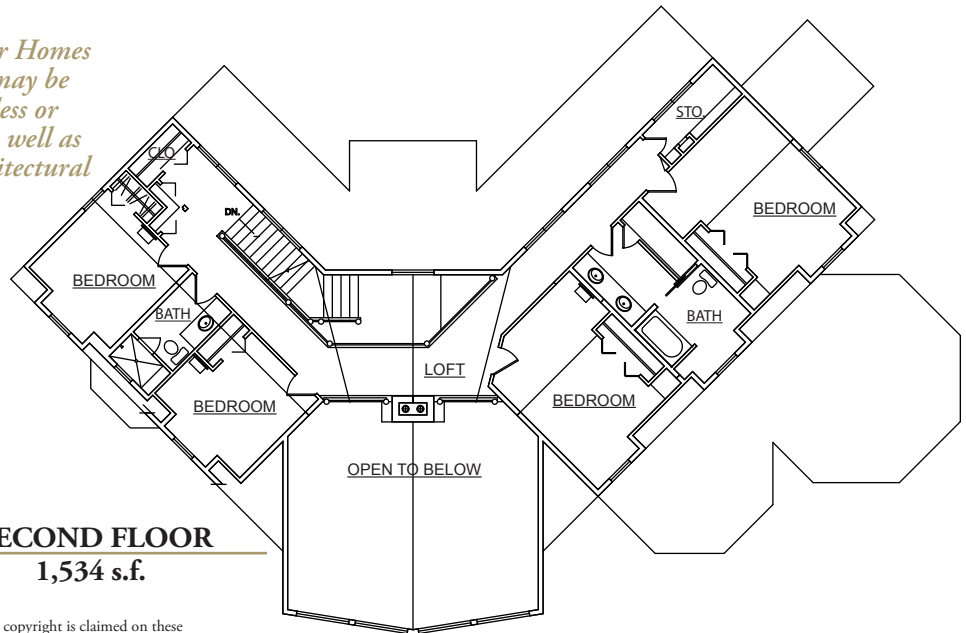 r Homes
may be
less or
well as
itectural
STO.
CLO.
BEDROOM
DN.
BEDROOM
BATH
BATH
LOFT
BEDROOM
BEDROOM
OPEN TO BELOW
ECOND FLOOR
1,534 s.f.
copyright is claimed on these